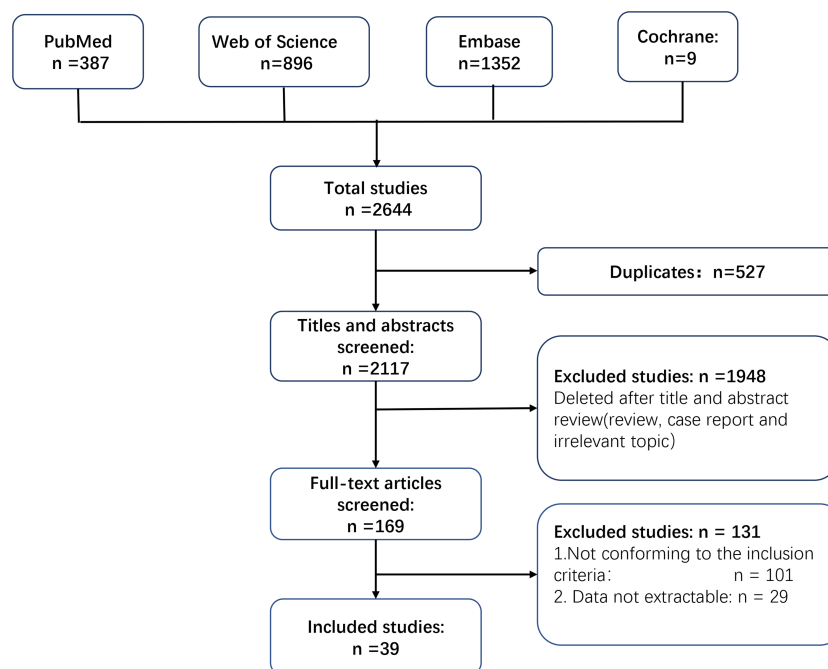 PubMed
n =387
Web of Science
n=896
Embase
n=1352
Cochrane:
n=9
Total studies
n =2644
Duplicates：n=527
Titles and abstracts
screened:
n =2117
Excluded studies: n =1948
Deleted after title and abstract
review(review, case report and
irrelevant topic)
Full-text articles
screened:
n =169
Excluded studies: n = 131
1.Not conforming to the inclusion
criteria: n = 101
2. Data not extractable: n = 29
Included studies:
n =39